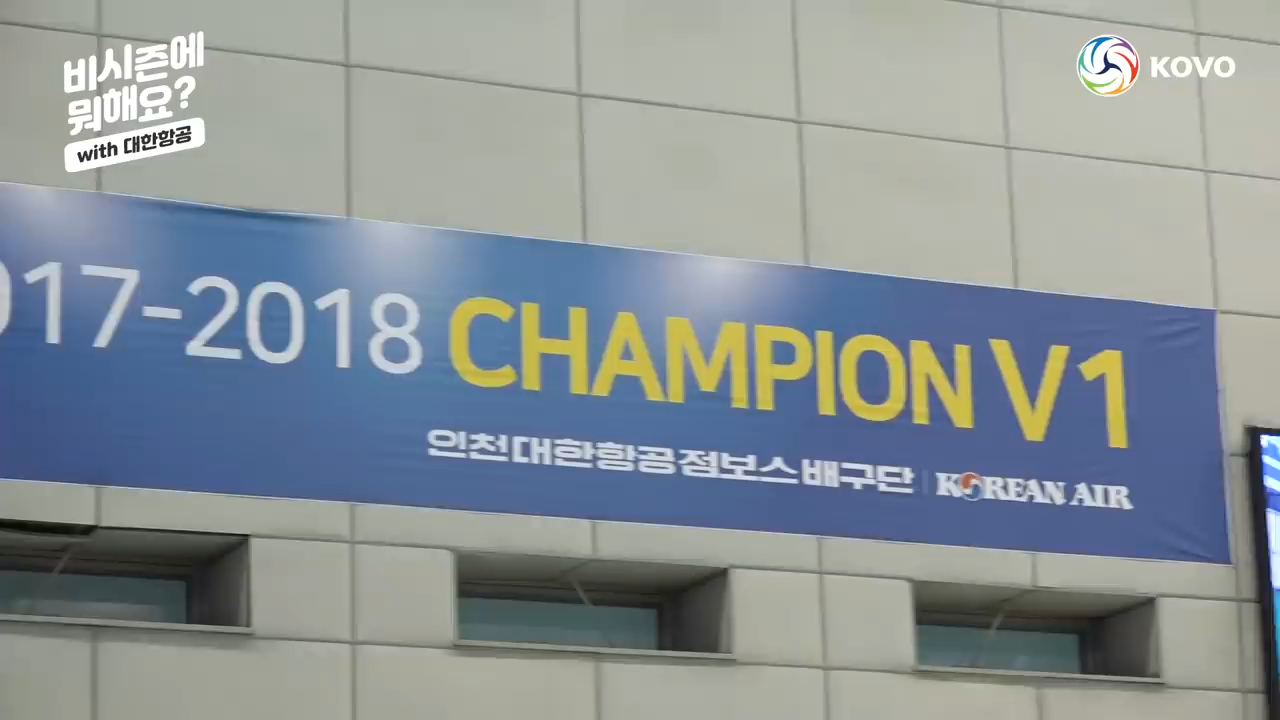 비시즌에
뭐해요?
with 대한항공
KOVO
017-2018 CHAMPION V1
인천대한항공점보스배구단 KOREAN AIR